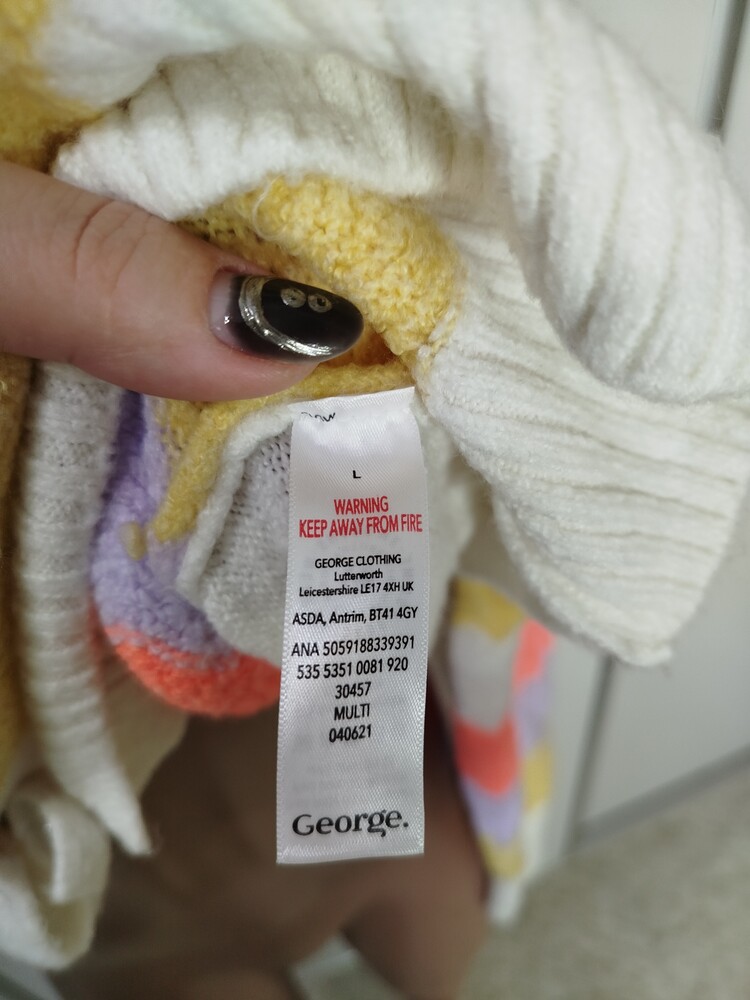 L
WARNING
KEEP AWAY FROM FIRE
GEORGE CLOTHING
Lutterworth
Leicestershire LE17 4XH UK
ASDA, Antrim, BT41 4GY
ANA 5059188339391
535 5351 0081 920
30457
MULTI
040621
George.